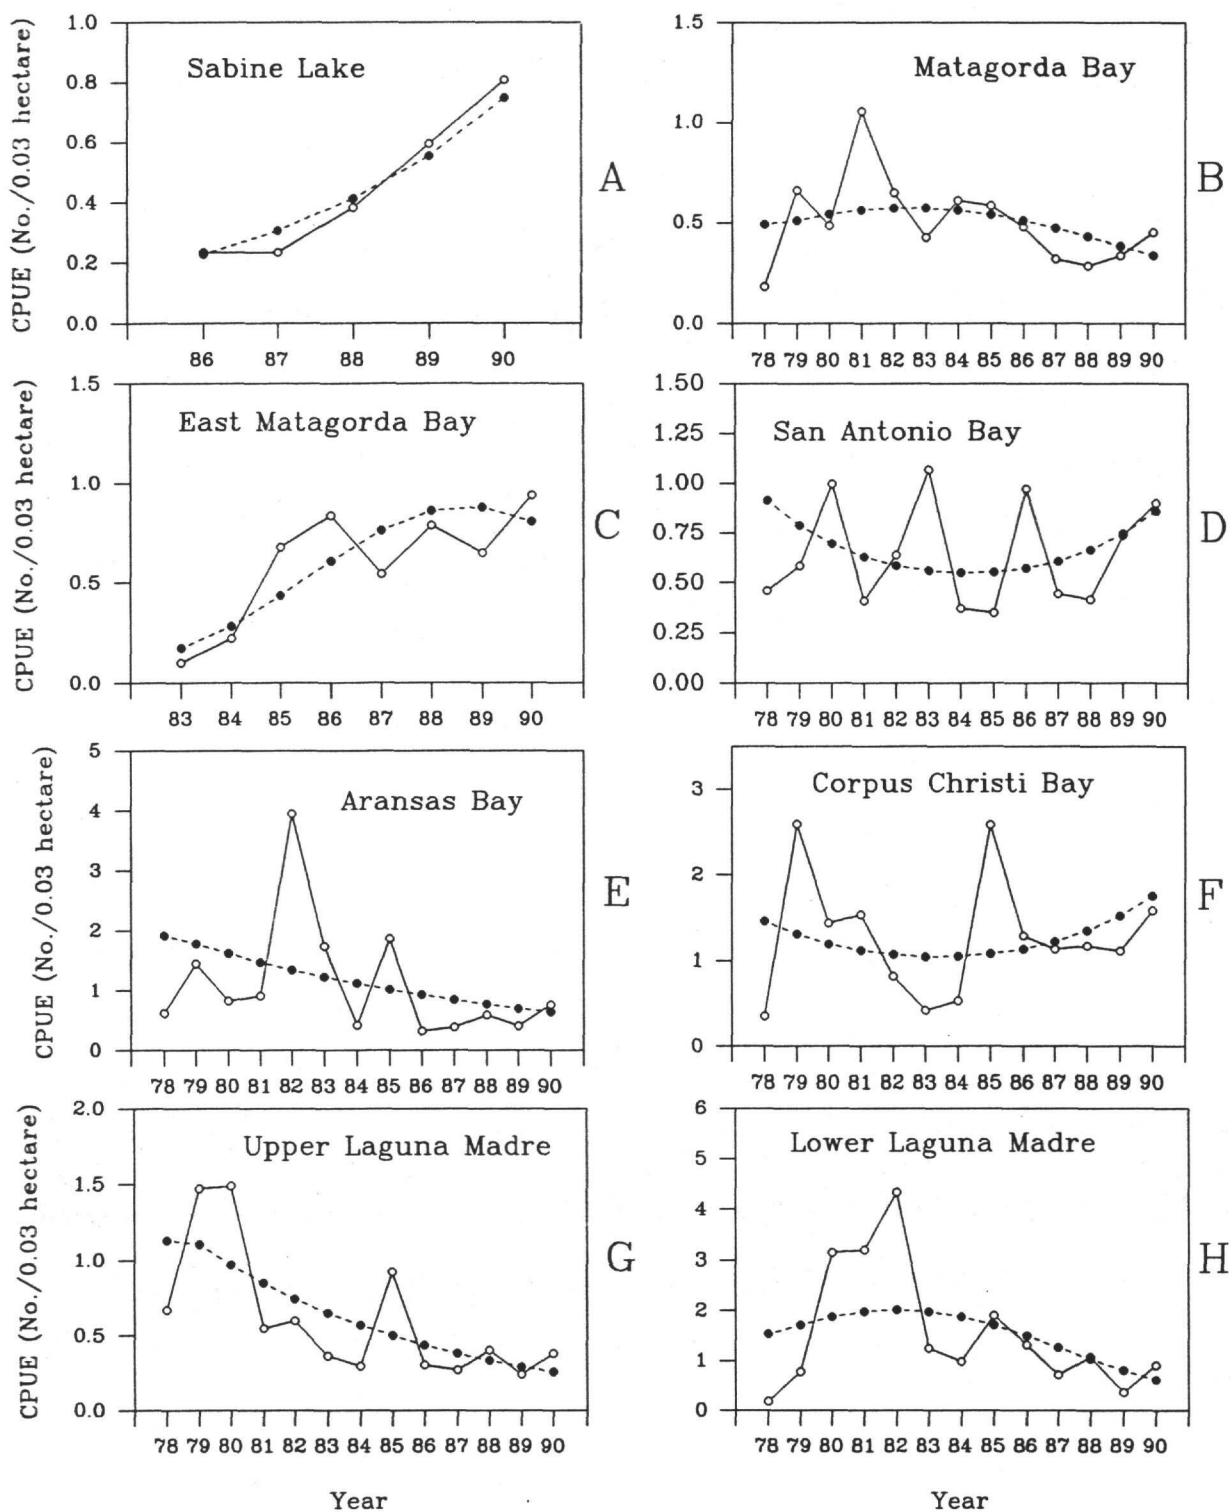 CPUE (No./0.03 hectare)
1.0
0.8
0.6
0.4
0.2
0.0
Sabine Lake
86 87 88 89 90
A
1.5
1.0
0.5
0.0
Matagorda Bay
78 79 80 81 82 83 84 85 86 87 88 89 90
B
CPUE (No./0.03 hectare)
1.5
1.0
0.5
0.0
East Matagorda Bay
83 84 85 86 87 88 89 90
C
1.50
1.25
1.00
0.75
0.50
0.25
0.00
San Antonio Bay
78 79 80 81 82 83 84 85 86 87 88 89 90
D
CPUE (No./0.03 hectare)
5
4
3
2
1
0
Aransas Bay
78 79 80 81 82 83 84 85 86 87 88 89 90
E
3
2
1
0
Corpus Christi Bay
78 79 80 81 82 83 84 85 86 87 88 89 90
F
CPUE (No./0.03 hectare)
2.0
1.5
1.0
0.5
0.0
Upper Laguna Madre
78 79 80 81 82 83 84 85 86 87 88 89 90
Year
G
6
5
4
3
2
1
0
Lower Laguna Madre
78 79 80 81 82 83 84 85 86 87 88 89 90
Year
H